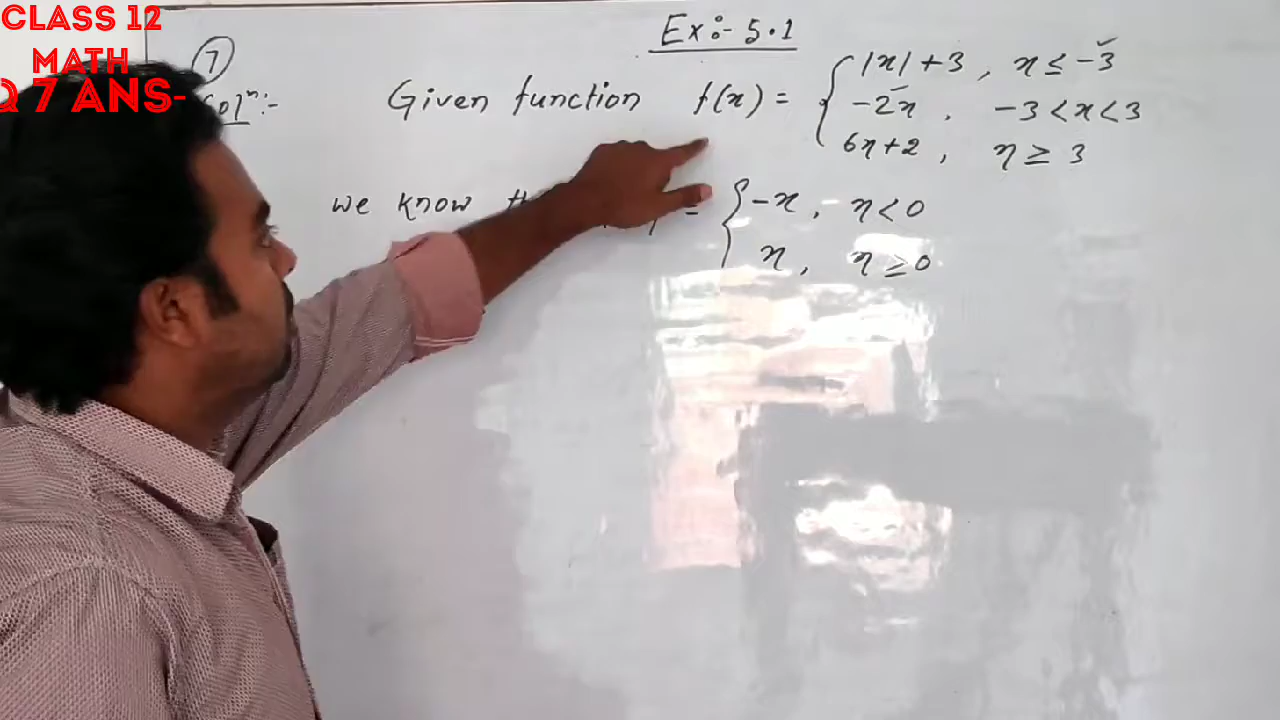 CLASS 12
MATH
Q 7 ANS-
Ex:- 5.1
7
Solⁿ:-
Given function f(x) = { |x| + 3 , x ≤ -3
-2x , -3 < x < 3
6x + 2 , x ≥ 3
we know = { -x , x < 0
x , x ≥ 0